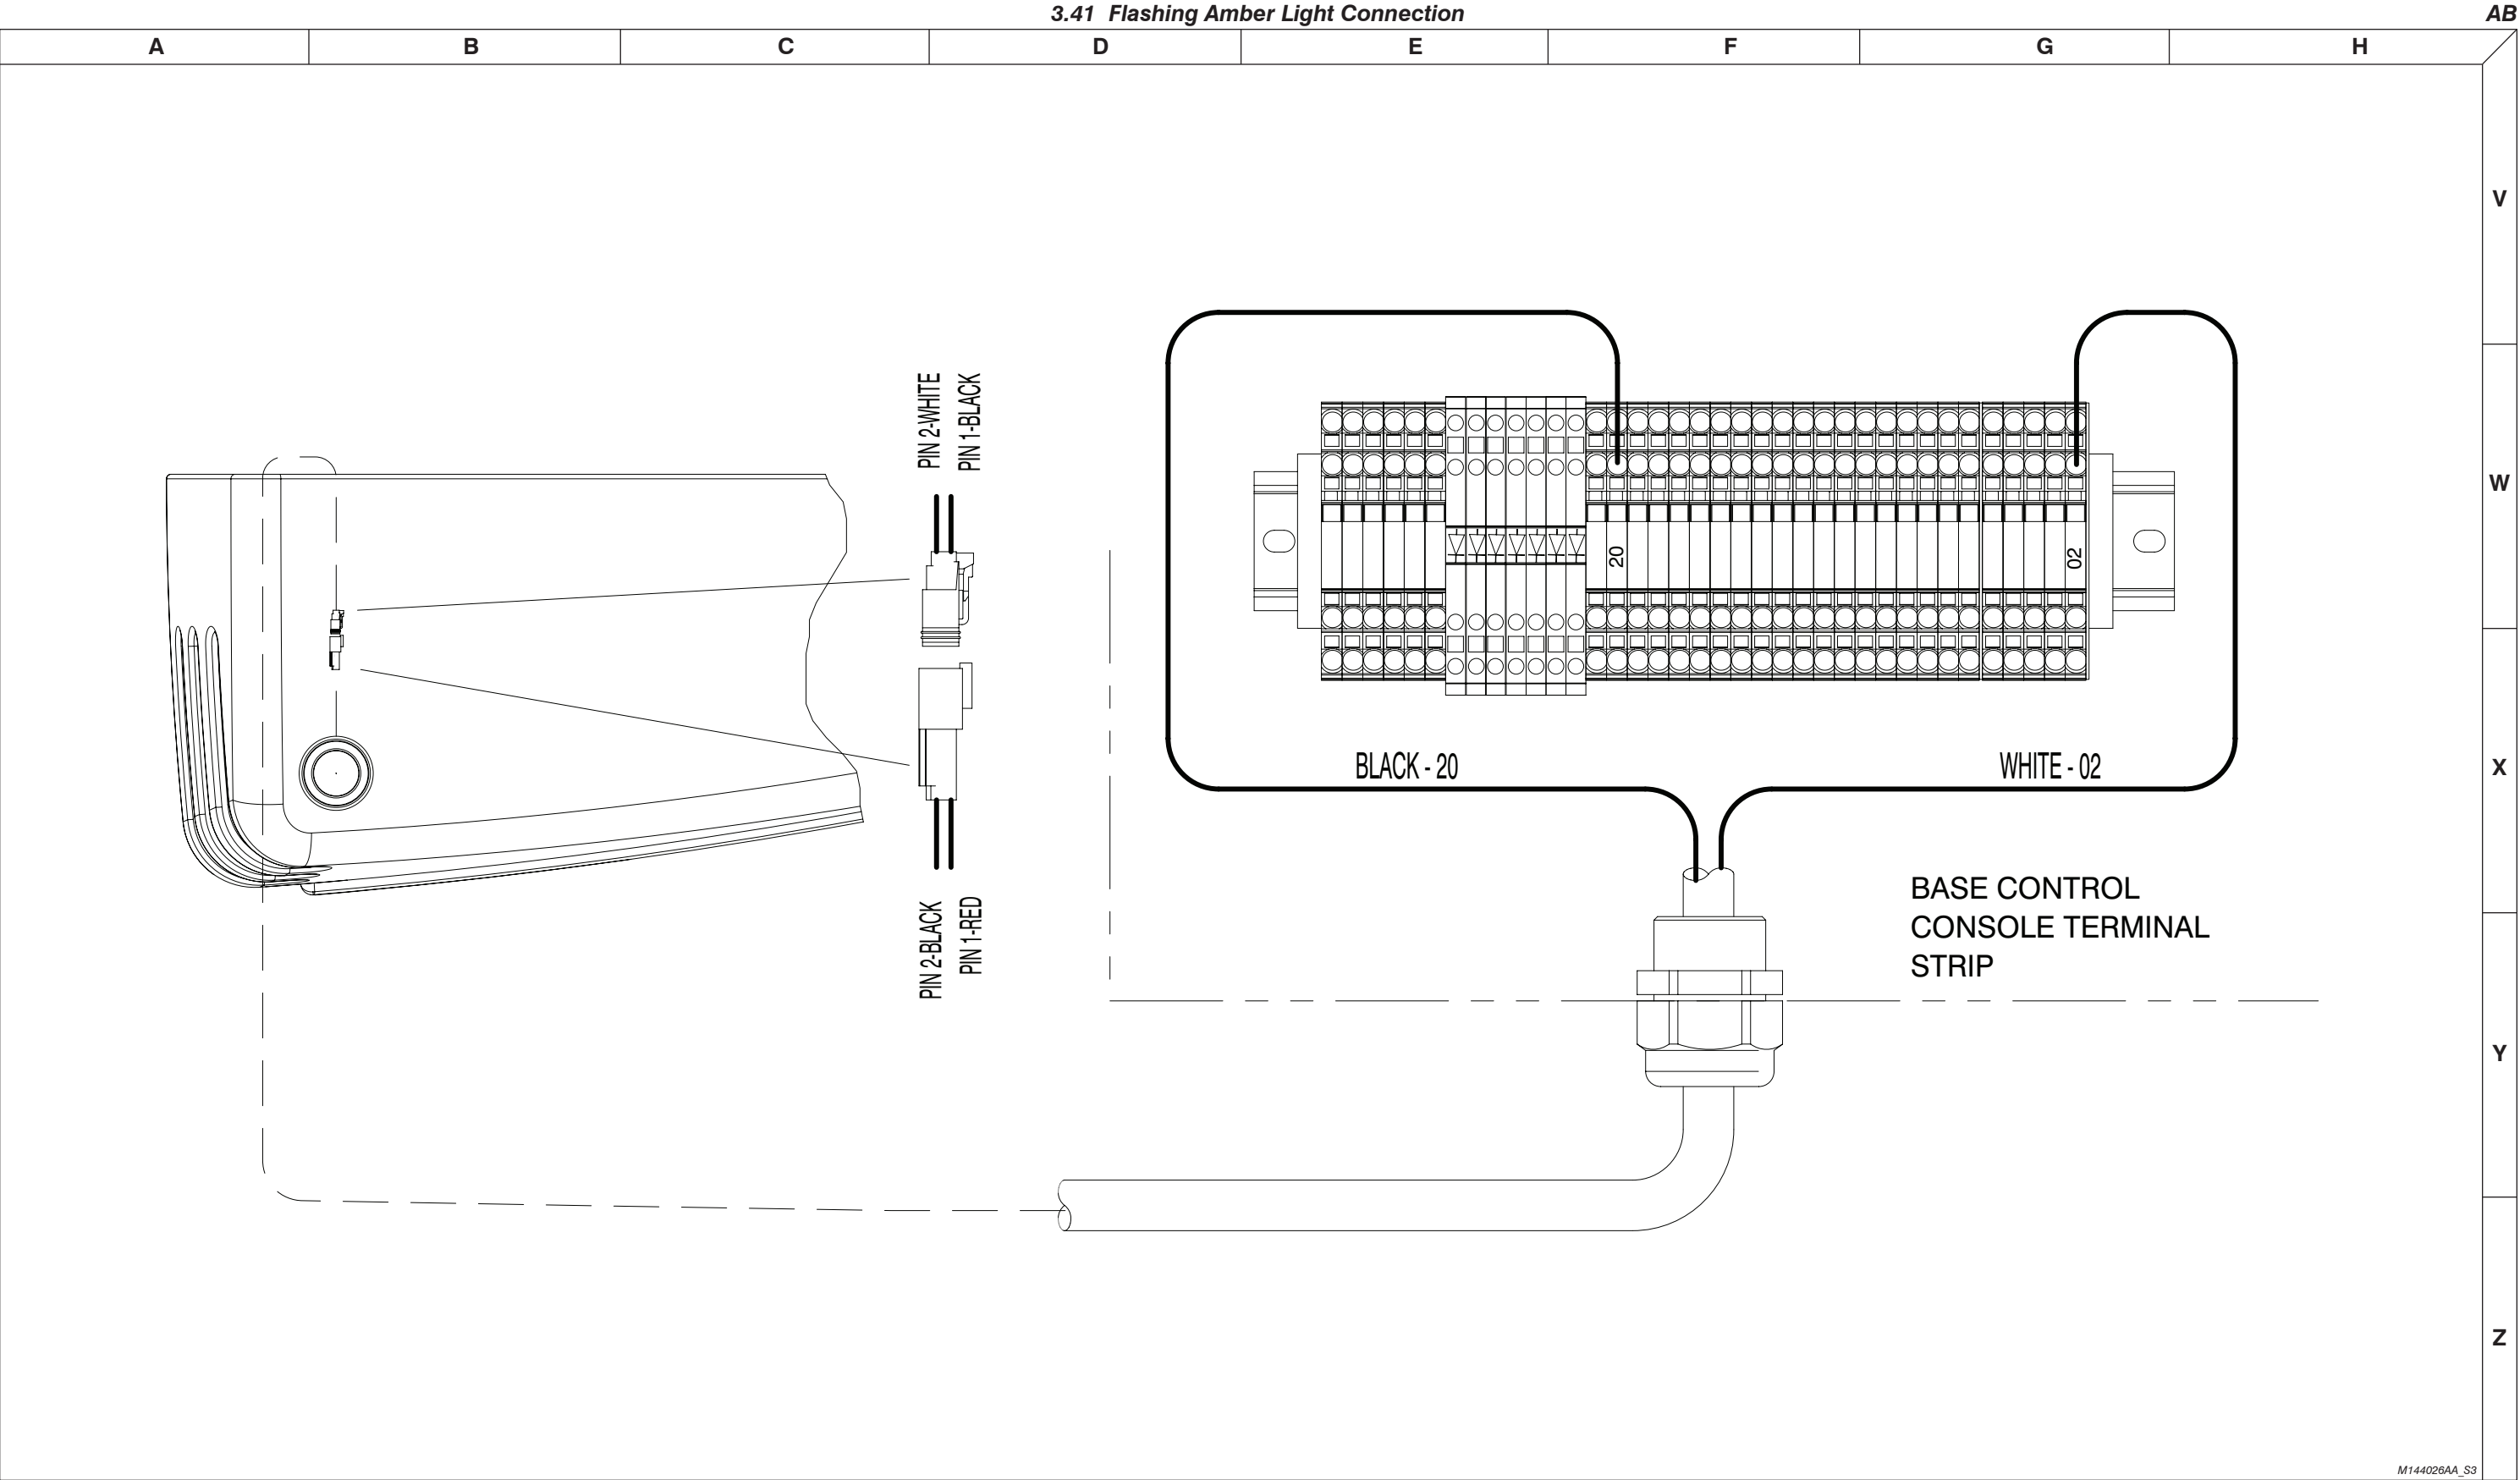 3.41 Flashing Amber Light Connection
AB
A
B
C
D
E
F
G
H
V
W
X
Y
Z
PIN 2-WHITE
PIN 1-BLACK
PIN 2-BLACK
PIN 1-RED
20
02
BLACK - 20
WHITE - 02
BASE CONTROL
CONSOLE TERMINAL
STRIP
M144026AA_S3